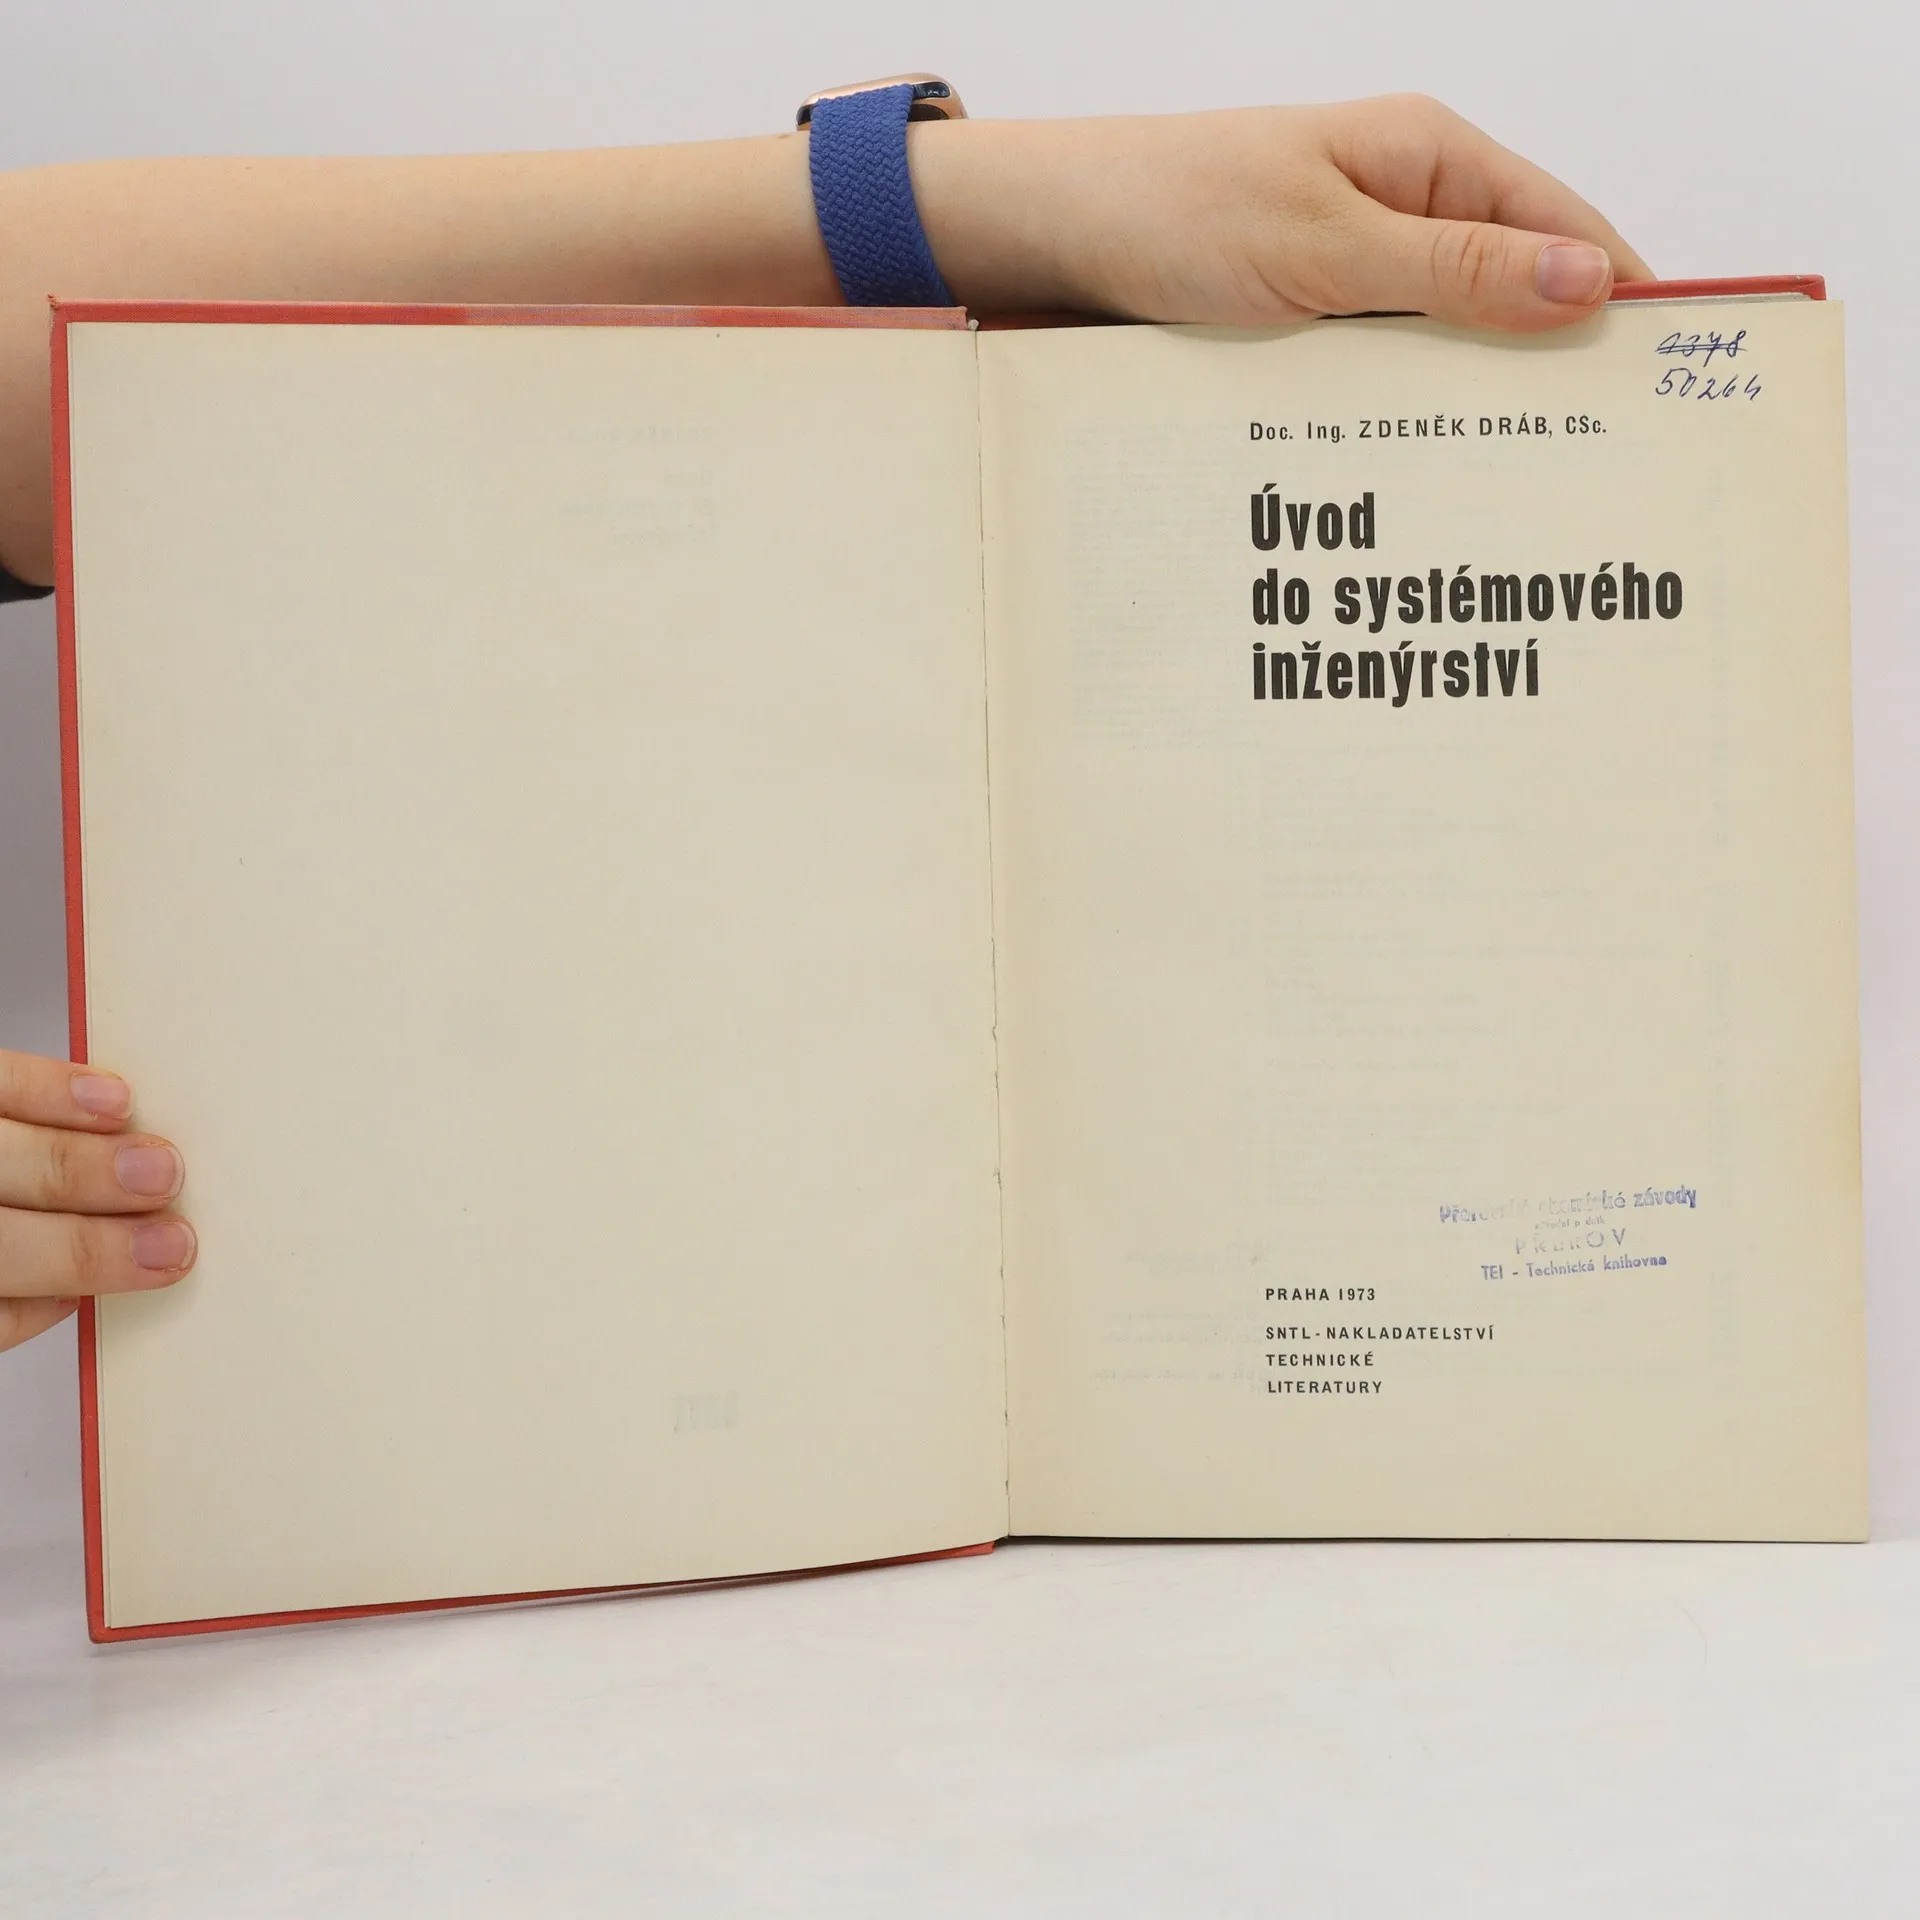 1378
50264
Doc. Ing. ZDENĚK DRÁB, CSc.
Úvod
do systémového
inženýrství
závody
PŘEROV
TEI - Technická knihovna
PRAHA 1973
SNTL - NAKLADATELSTVÍ
TECHNICKÉ
LITERATURY